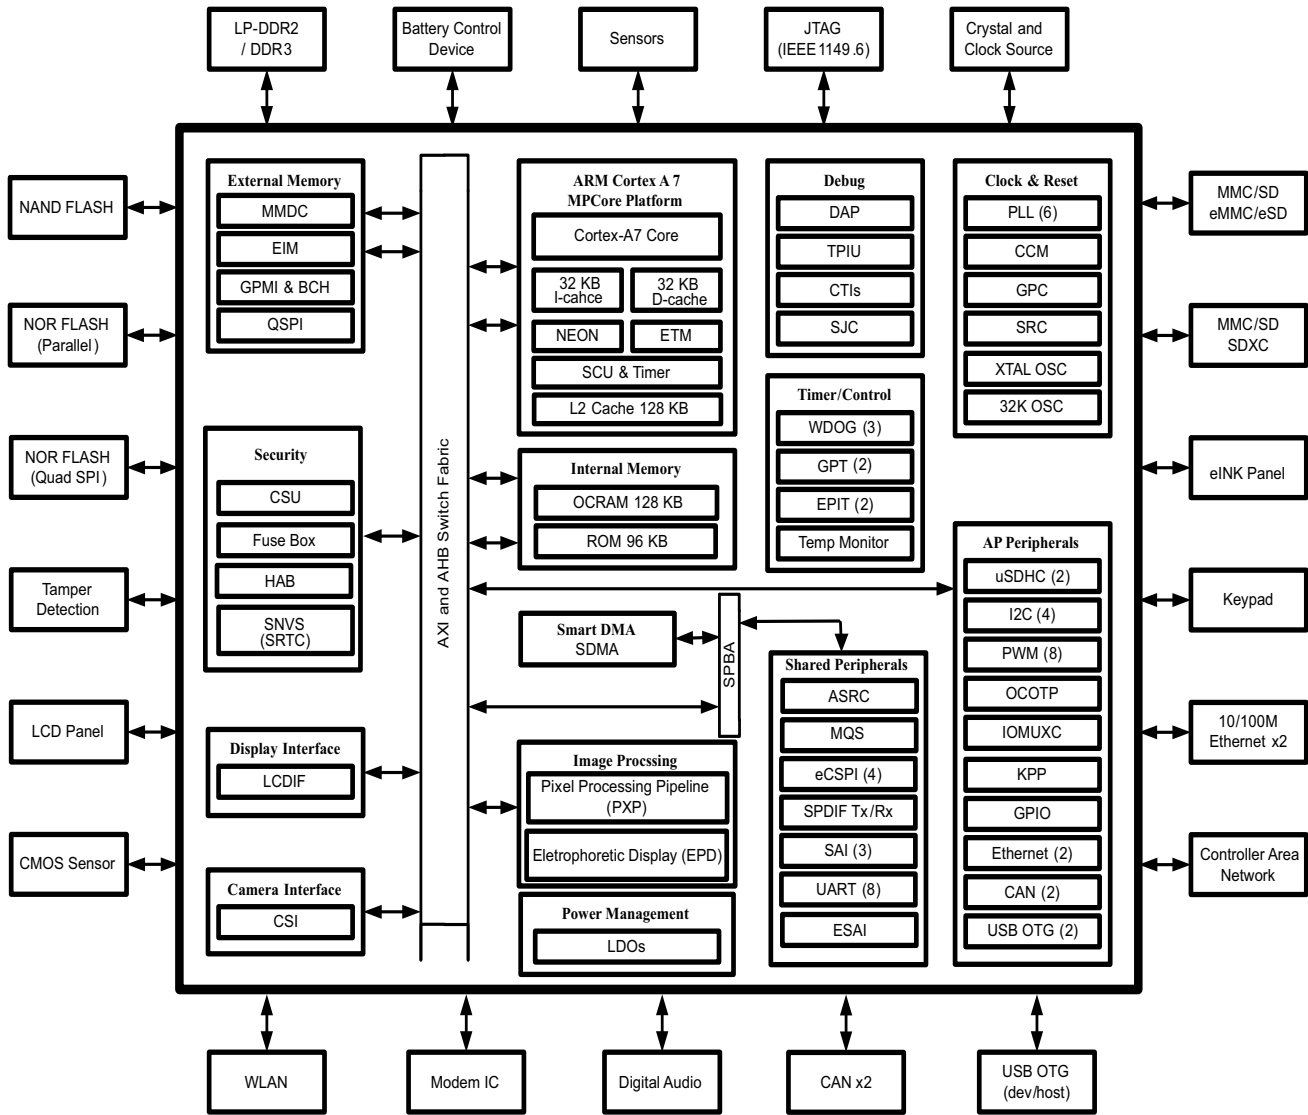 LP-DDR2
/ DDR3
Battery Control
Device
Sensors
JTAG
(IEEE1149.6)
Crystal and
Clock Source
NAND FLASH
NOR FLASH
(Parallel)
NOR FLASH
(Quad SPI)
Tamper
Detection
LCD Panel
CMOS Sensor
External Memory
MMDC
EIM
GPMI & BCH
QSPI
Security
CSU
Fuse Box
HAB
SNVS
(SRTC)
Display Interface
LCDIF
Camera Interface
CSI
AXI and AHB Switch Fabric
ARM Cortex A 7
MPCore Platform
Cortex-A7 Core
32 KB
I-cahce
32 KB
D-cache
NEON
ETM
SCU & Timer
L2 Cache 128 KB
Internal Memory
OCRAM 128 KB
ROM 96 KB
Smart DMA
SDMA
SPBA
Image Procssing
Pixel Processing Pipeline
(PXP)
Eletrophoretic Display (EPD)
Power Management
LDOs
Debug
DAP
TPIU
CTIs
SJC
Timer/Control
WDOG (3)
GPT (2)
EPIT (2)
Temp Monitor
Shared Peripherals
ASRC
MQS
eCSPI (4)
SPDIF Tx/Rx
SAI (3)
UART (8)
ESAI
Clock & Reset
PLL (6)
CCM
GPC
SRC
XTAL OSC
32K OSC
AP Peripherals
uSDHC (2)
I2C (4)
PWM (8)
OCOTP
IOMUXC
KPP
GPIO
Ethernet (2)
CAN (2)
USB OTG (2)
MMC/SD
eMMC/eSD
MMC/SD
SDXC
eINK Panel
Keypad
10/100M
Ethernet x2
Controller Area
Network
WLAN
Modem IC
Digital Audio
CAN x2
USB OTG
(dev/host)